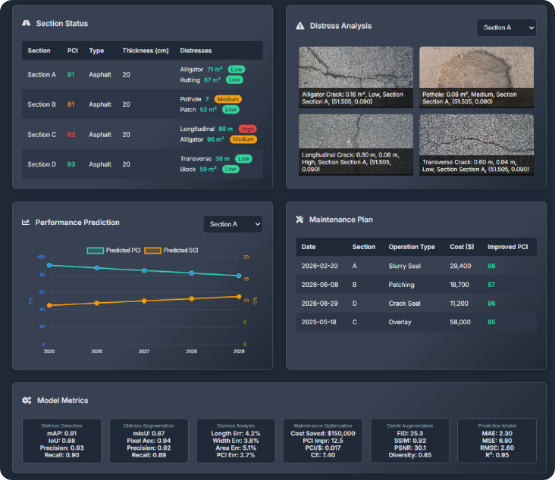 Section Status
Section PCI Type Thickness (cm) Distresses
Section A 91 Asphalt 20 Alligator 71 m² Low
Rutting 67 m² Low
Section B 81 Asphalt 20 Pothole 7 Medium
Patch 52 m² Low
Section C 62 Asphalt 20 Longitudinal 98 m High
Alligator 96 m² Medium
Section D 93 Asphalt 20 Transverse 38 m Low
Block 59 m² Low
Distress Analysis
Section A
Alligator Crack: 0.16 m², Low, Section
Section A, (51.505, 0.090)
Pothole: 0.08 m², Medium, Section
Section A, (51.505, 0.090)
Longitudinal Crack: 0.90 m, 0.06 m,
High, Section Section A, (51.505,
0.090)
Transverse Crack: 0.60 m, 0.04 m,
Low, Section Section A, (51.505,
0.090)
Performance Prediction
Section A
Predicted PCI Predicted SCI
100 80 60 40 20 0
PCI
20 15 10 5 0
SCI
2025 2026 2027 2028 2029
Maintenance Plan
Date Section Operation Type Cost ($) Improved PCI
2026-02-20 A Slurry Seal 29,400 98
2026-06-08 B Patching 18,700 87
2026-08-29 D Crack Seal 11,200 96
2025-05-18 C Overlay 58,000 85
Model Metrics
Distress Detection
mAP: 0.91
IoU: 0.88
Precision: 0.93
Recall: 0.90
Distress Segmentation
mIoU: 0.87
Pixel Acc: 0.94
Precision: 0.92
Recall: 0.89
Distress Analysis
Length Err: 4.2%
Width Err: 3.8%
Area Err: 5.1%
PCI Err: 2.7%
Maintenance Optimization
Cost Saved: $150,000
PCI Impr: 12.5
PCI/$: 0.017
CE: 7.40
GenAI Augmentation
FID: 25.3
SSIM: 0.92
PSNR: 30.1
Diversity: 0.85
Prediction Model
MAE: 2.30
MSE: 6.80
RMSE: 2.60
R²: 0.95